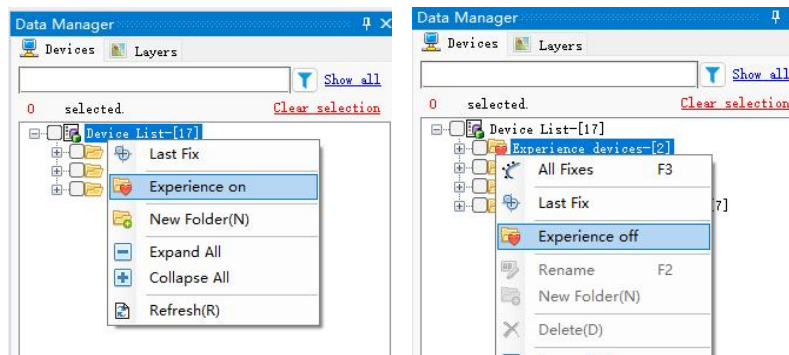 Data Manager
Devices Layers
Show all
0 selected. Clear selection
Device List-[17]
Last Fix
Experience on
New Folder(N)
Expand All
Collapse All
Refresh(R)
Data Manager
Devices Layers
Show all
0 selected. Clear selection
Device List-[17]
Experience devices-[2]
All Fixes F3
Last Fix
7]
Experience off
Rename F2
New Folder(N)
Delete(D)